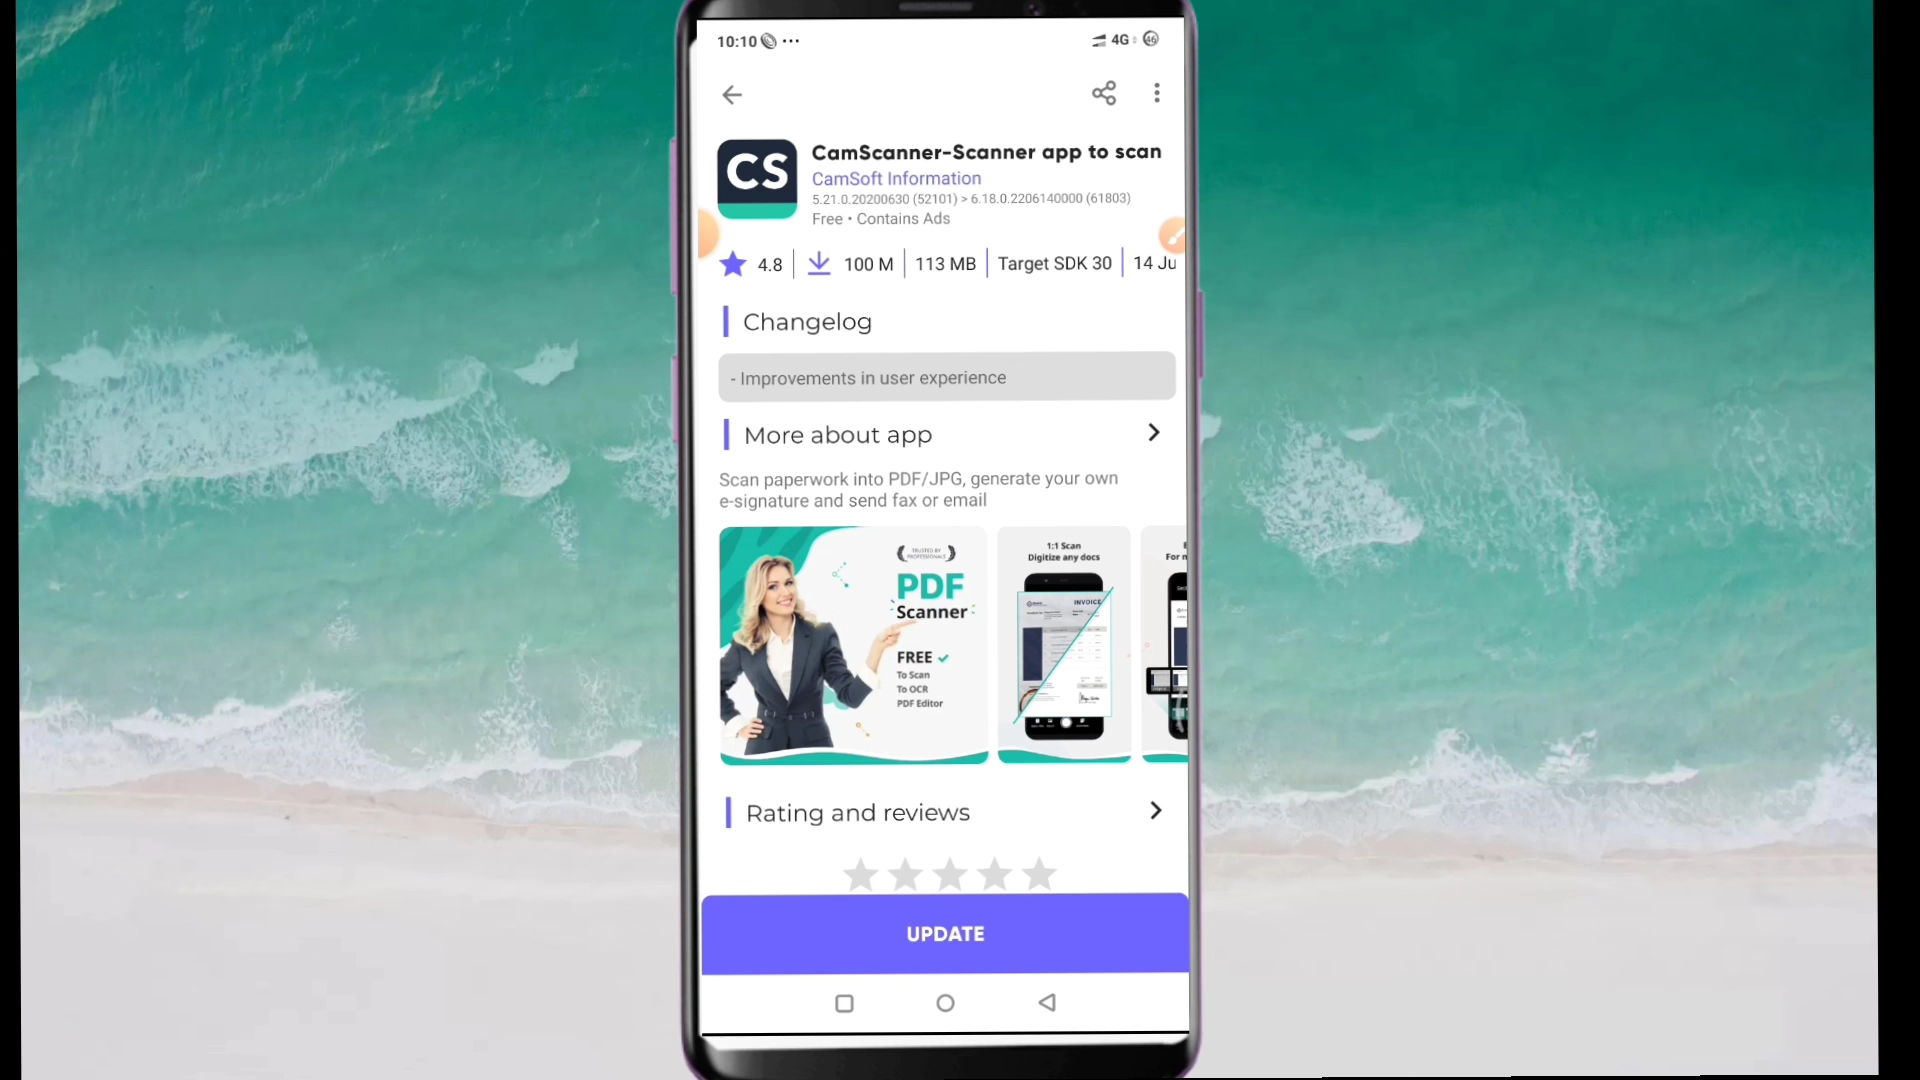 10:10
4G
46
CS
CamScanner-Scanner app to scan
CamSoft Information
5.21.0.20200630 (52101) > 6.18.0.2206140000 (61803)
Free • Contains Ads
4.8
100 M
113 MB
Target SDK 30
14 Ju
Changelog
- Improvements in user experience
More about app
Scan paperwork into PDF/JPG, generate your own
e-signature and send fax or email
TRUSTED BY
PROFESSIONALS
PDF
Scanner
FREE
To Scan
To OCR
PDF Editor
1:1 Scan
Digitize any docs
INVOICE
Rating and reviews
UPDATE